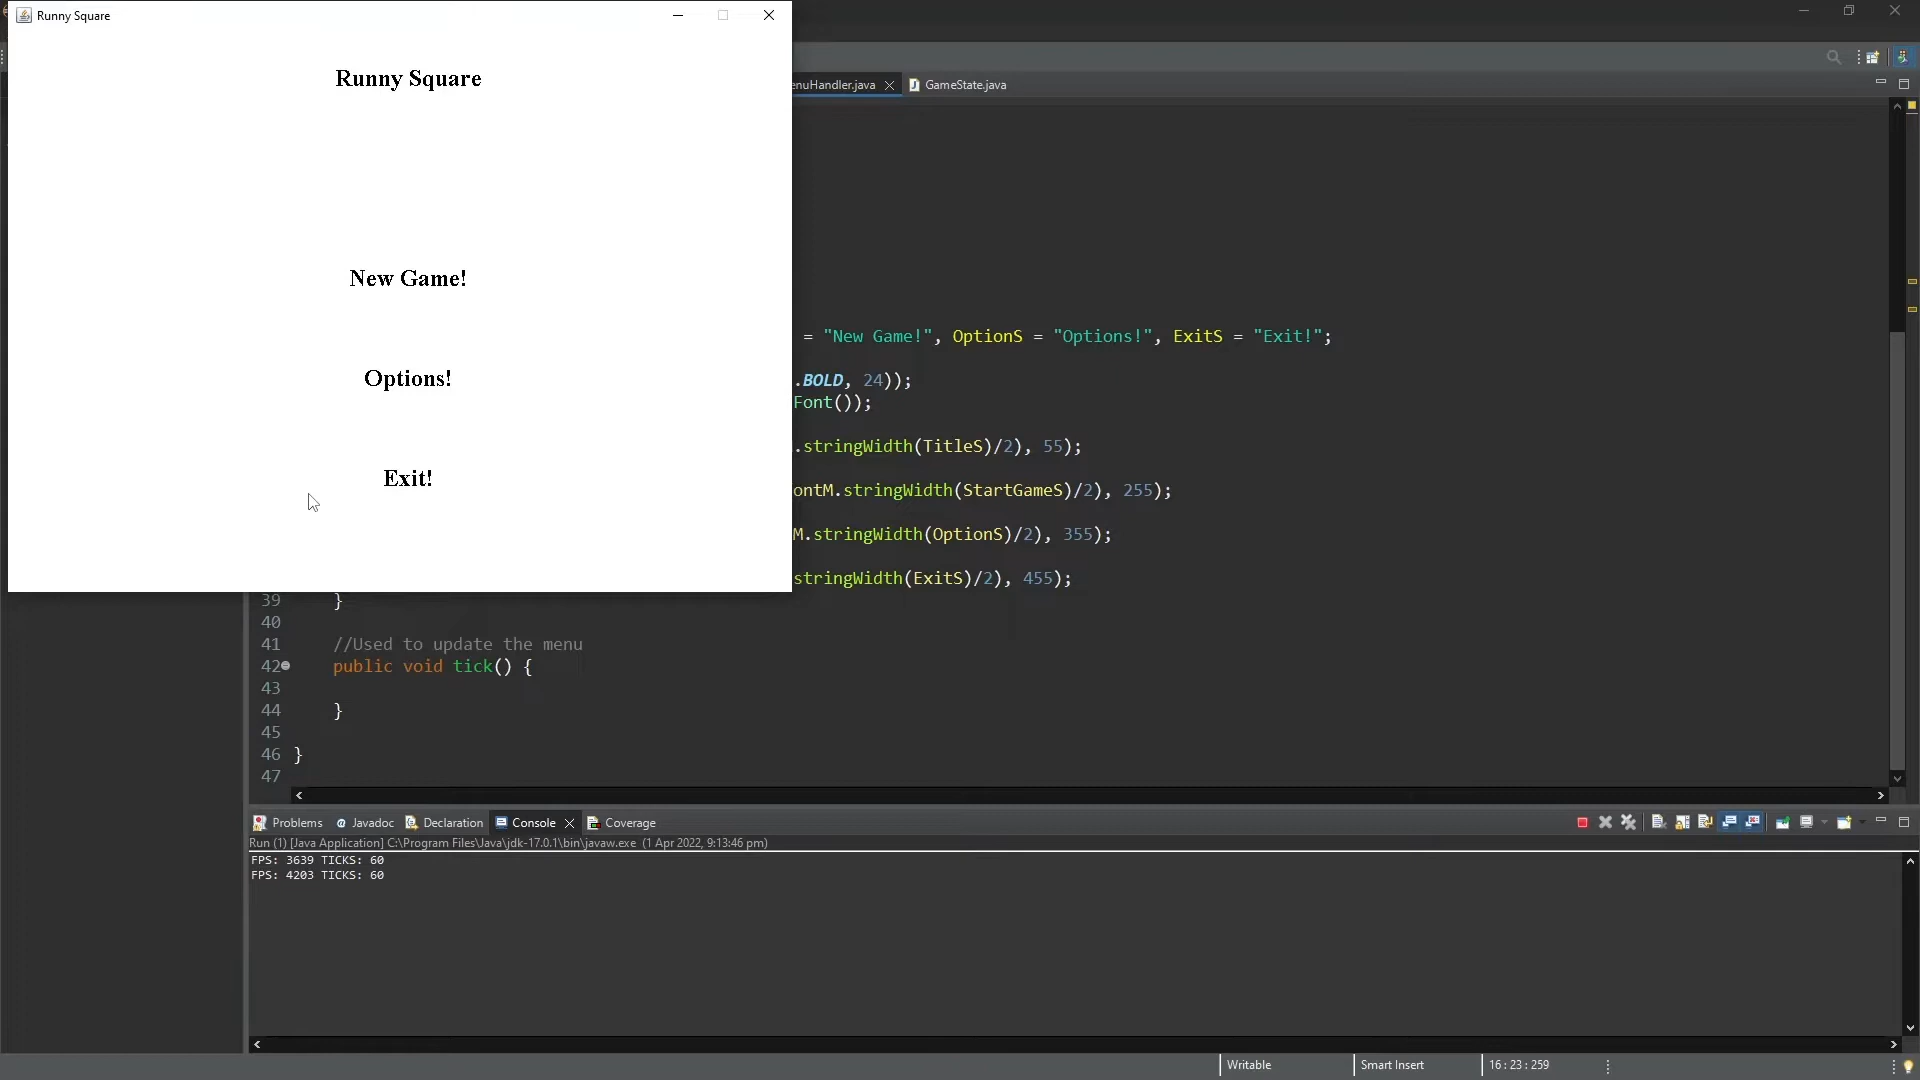 Runny Square
Runny Square
New Game!
Options!
Exit!
enuHandler.java
GameState.java
= "New Game!", OptionS = "Options!", ExitS = "Exit!";
.BOLD, 24));
Font());
.stringWidth(TitleS)/2), 55);
ontM.stringWidth(StartGameS)/2), 255);
M.stringWidth(OptionS)/2), 355);
stringWidth(ExitS)/2), 455);
39 }
40
41 //Used to update the menu
42 public void tick() {
43
44 }
45
46 }
47
Problems Javadoc Declaration Console Coverage
Run (1) [Java Application] C:\Program Files\Java\jdk-17.0.1\bin\javaw.exe (1 Apr 2022, 9:13:46 pm)
FPS: 3639 TICKS: 60
FPS: 4203 TICKS: 60
Writable Smart Insert 16 : 23 : 259